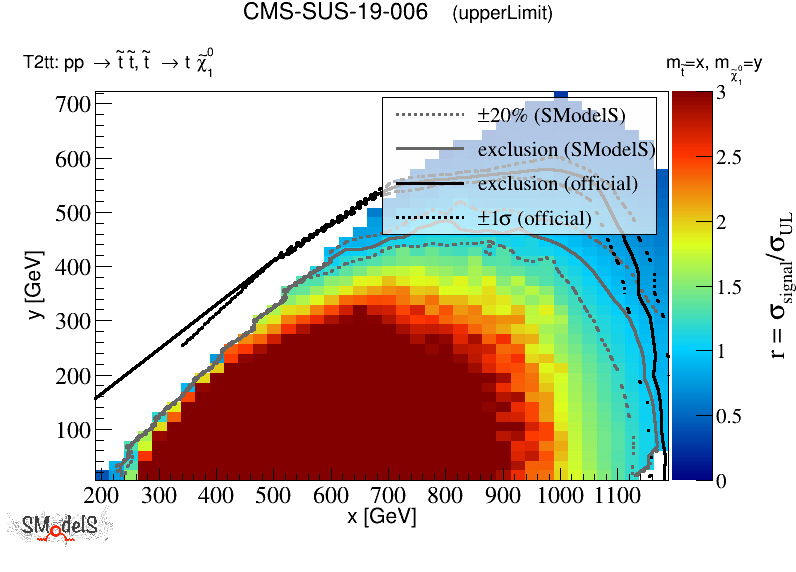 CMS-SUS-19-006 (upperLimit)
T2tt: pp → t̃ t̃, t̃ → t χ̃₁⁰
m_t̃=x, m_χ̃₁⁰=y
±20% (SModelS)
exclusion (SModelS)
exclusion (official)
±1σ (official)
700
600
500
400
300
200
100
y [GeV]
200 300 400 500 600 700 800 900 1000 1100
x [GeV]
3
2.5
2
1.5
1
0.5
0
r = σ_signal/σ_UL
SModelS